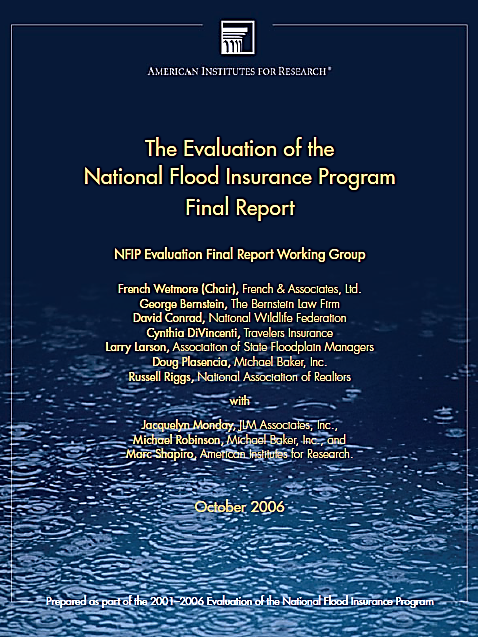 AMERICAN INSTITUTES FOR RESEARCH®
The Evaluation of the
National Flood Insurance Program
Final Report
NFIP Evaluation Final Report Working Group
French Wetmore (Chair), French & Associates, Ltd.
George Bernstein, The Bernstein Law Firm
David Conrad, National Wildlife Federation
Cynthia DiVincenti, Travelers Insurance
Larry Larson, Association of State Floodplain Managers
Doug Plasencia, Michael Baker, Inc.
Russell Riggs, National Association of Realtors
with
Jacquelyn Monday, JLM Associates, Inc.,
Michael Robinson, Michael Baker, Inc., and
Marc Shapiro, American Institutes for Research.
October 2006
Prepared as part of the 2001–2006 Evaluation of the National Flood Insurance Program